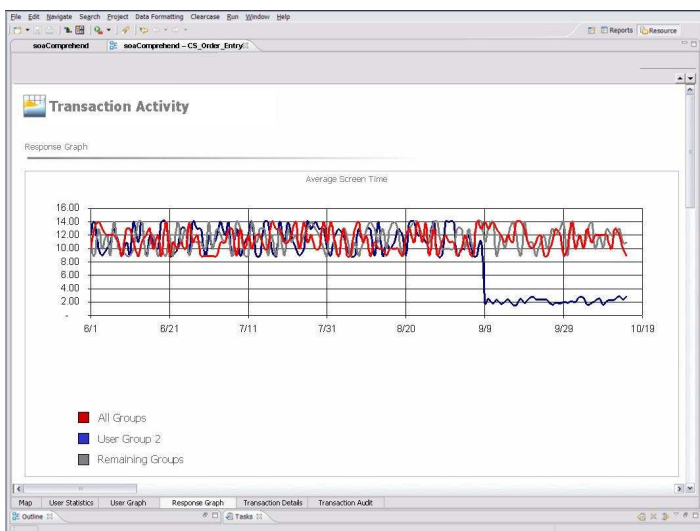 File Edit Navigate Search Project Data Formatting Clearcase Run Window Help
Reports Resource
soaComprehend soaComprehend – CS_Order_Entry
Transaction Activity
Response Graph
Average Screen Time
16.00
14.00
12.00
10.00
8.00
6.00
4.00
2.00
-
6/1 6/21 7/11 7/31 8/20 9/9 9/29 10/19
All Groups
User Group 2
Remaining Groups
Map User Statistics User Graph Response Graph Transaction Details Transaction Audit
Outline Tasks